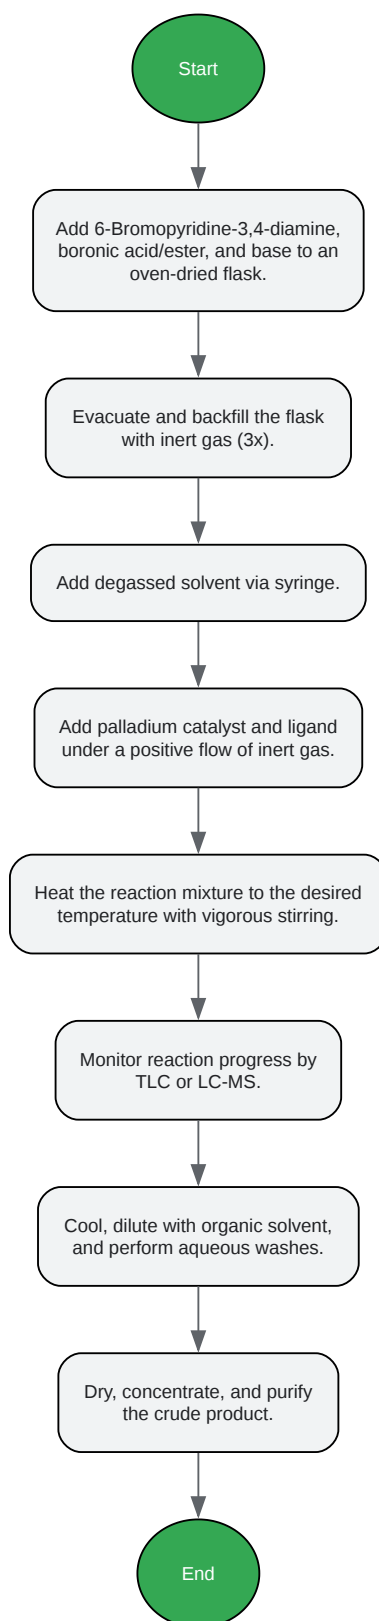 Start
Add 6-Bromopyridine-3,4-diamine,
boronic acid/ester, and base to an
oven-dried flask.
Evacuate and backfill the flask
with inert gas (3x).
Add degassed solvent via syringe.
Add palladium catalyst and ligand
under a positive flow of inert gas.
Heat the reaction mixture to the desired
temperature with vigorous stirring.
Monitor reaction progress by
TLC or LC-MS.
Cool, dilute with organic solvent,
and perform aqueous washes.
Dry, concentrate, and purify
the crude product.
End